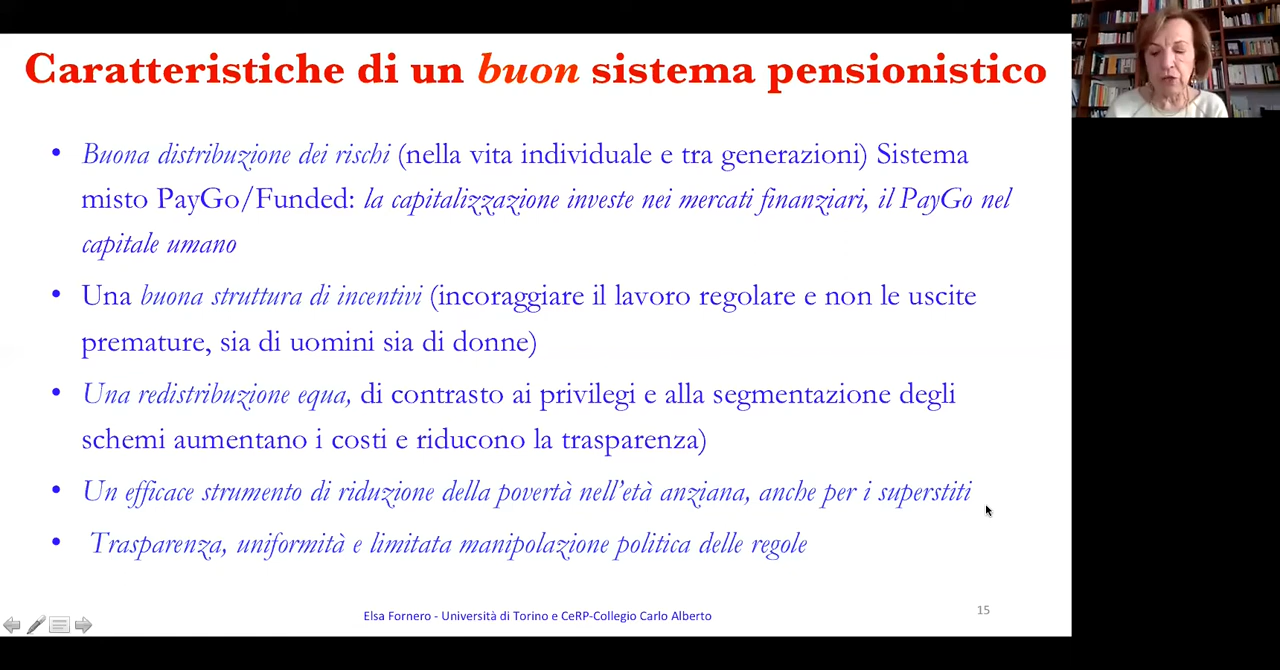 Caratteristiche di un buon sistema pensionistico
• Buona distribuzione dei rischi (nella vita individuale e tra generazioni) Sistema
misto PayGo/Funded: la capitalizzazione investe nei mercati finanziari, il PayGo nel
capitale umano
• Una buona struttura di incentivi (incoraggiare il lavoro regolare e non le uscite
premature, sia di uomini sia di donne)
• Una redistribuzione equa, di contrasto ai privilegi e alla segmentazione degli
schemi aumentano i costi e riducono la trasparenza)
• Un efficace strumento di riduzione della povertà nell’età anziana, anche per i superstiti
• Trasparenza, uniformità e limitata manipolazione politica delle regole
Elsa Fornero - Università di Torino e CeRP-Collegio Carlo Alberto
15